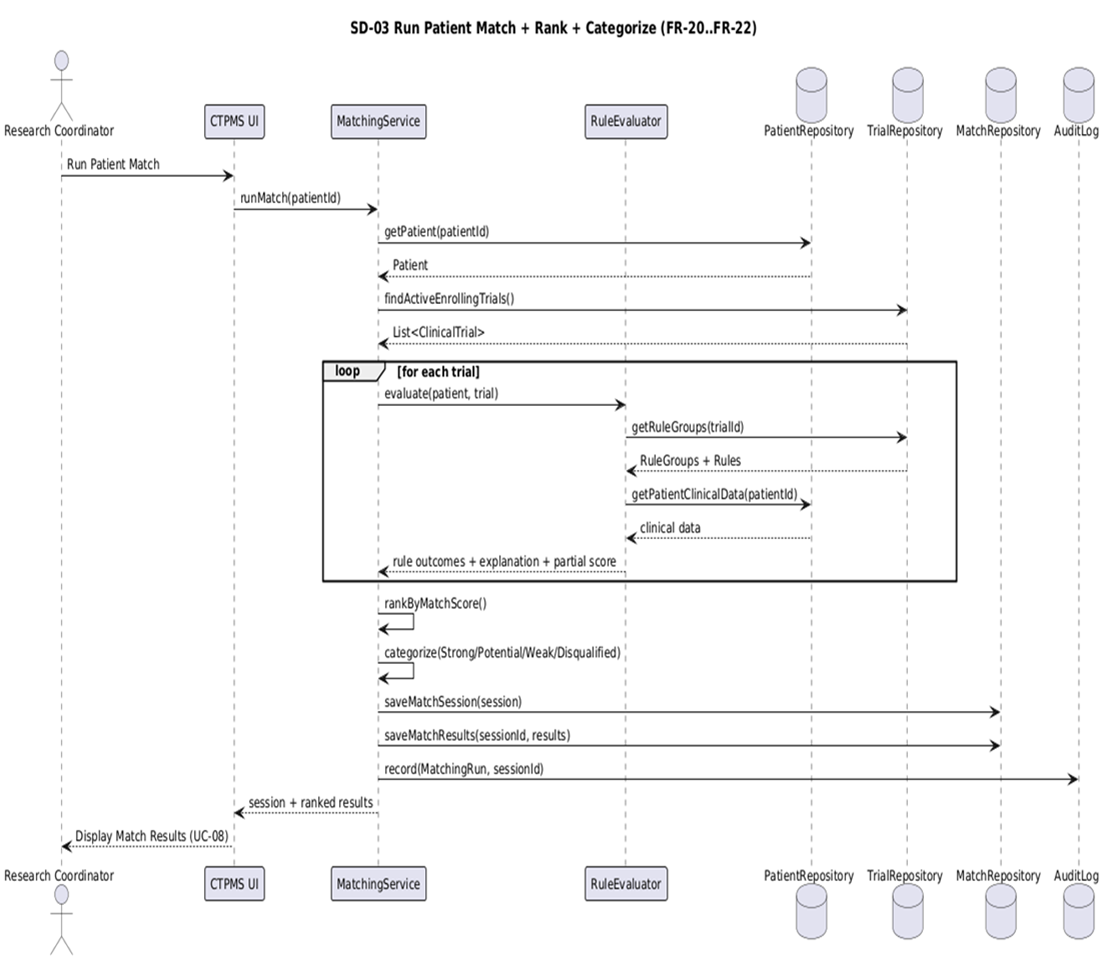 SD-03 Run Patient Match + Rank + Categorize (FR-20..FR-22)
Research Coordinator
CTPMS UI
MatchingService
RuleEvaluator
PatientRepository
TrialRepository
MatchRepository
AuditLog
Run Patient Match
runMatch(patientId)
getPatient(patientId)
Patient
findActiveEnrollingTrials()
List<ClinicalTrial>
loop [for each trial]
evaluate(patient, trial)
getRuleGroups(trialId)
RuleGroups + Rules
getPatientClinicalData(patientId)
clinical data
rule outcomes + explanation + partial score
rankByMatchScore()
categorize(Strong/Potential/Weak/Disqualified)
saveMatchSession(session)
saveMatchResults(sessionId, results)
record(MatchingRun, sessionId)
session + ranked results
Display Match Results (UC-08)
Research Coordinator
CTPMS UI
MatchingService
RuleEvaluator
PatientRepository
TrialRepository
MatchRepository
AuditLog